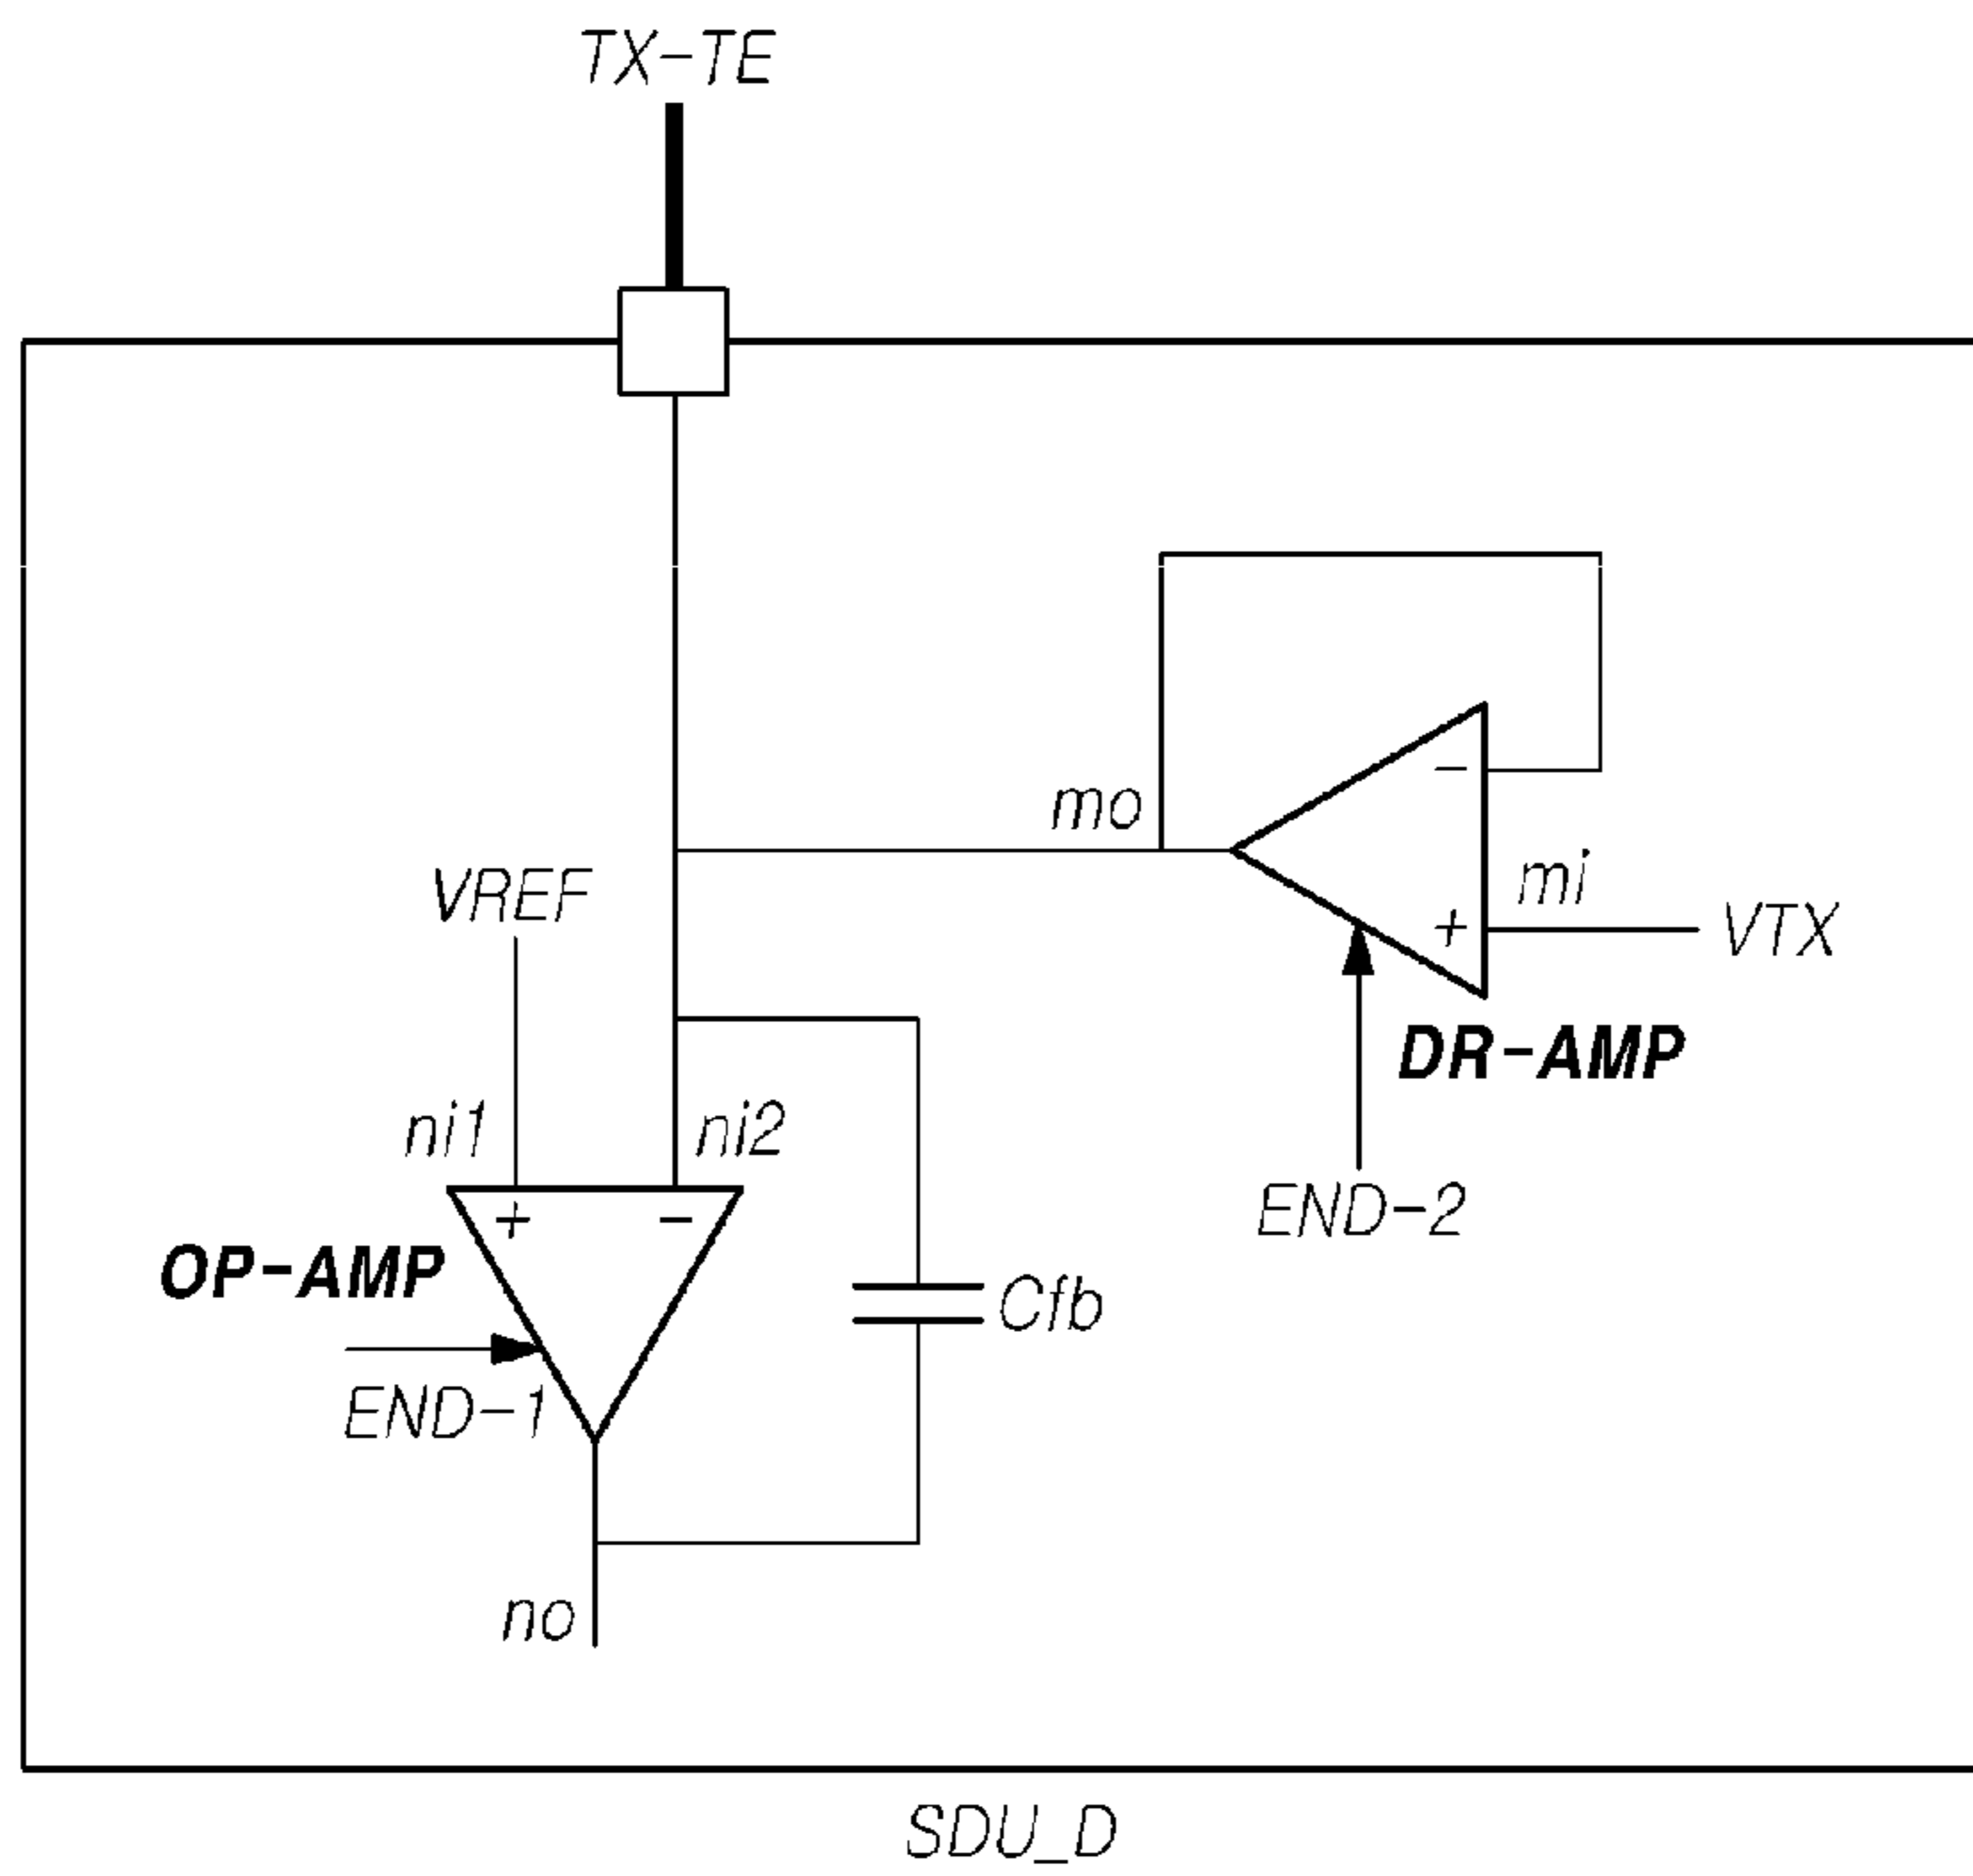 TX-TE
mo
mi
VREF
VTX
+
-
+
-
DR-AMP
ni1
ni2
END-2
OP-AMP
Cfb
END-1
no
SDU_D